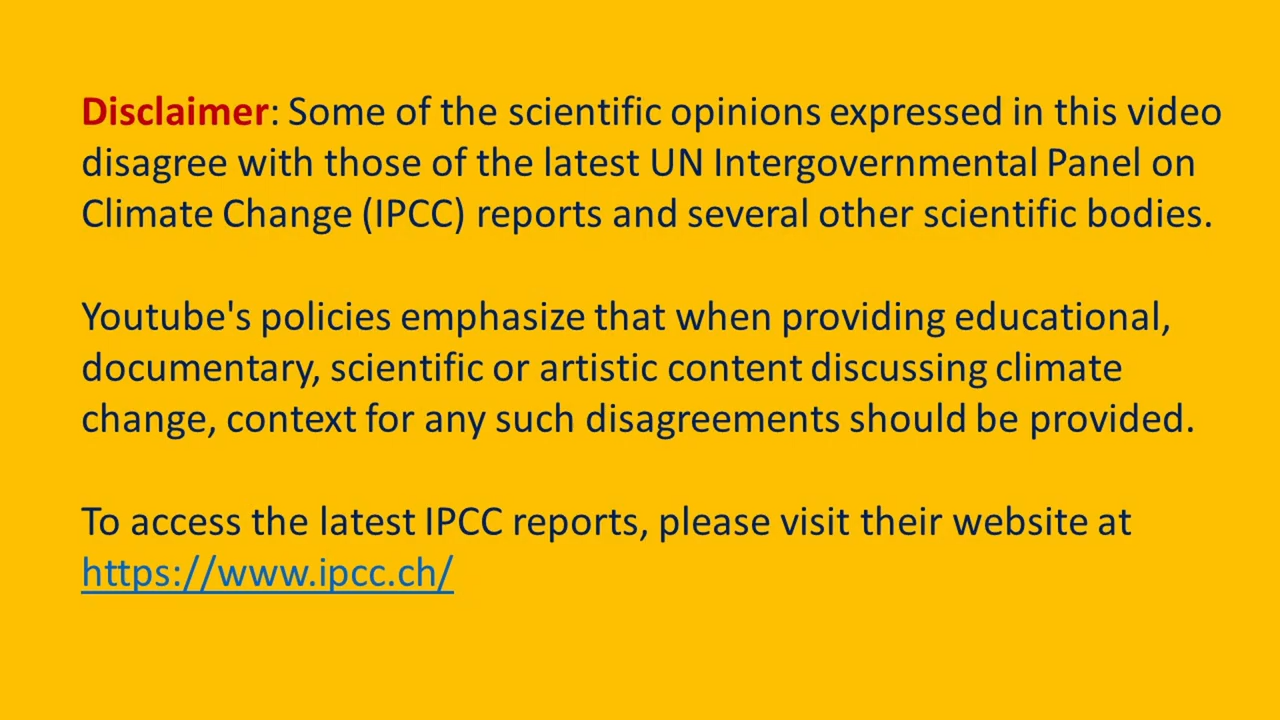 Disclaimer: Some of the scientific opinions expressed in this video
disagree with those of the latest UN Intergovernmental Panel on
Climate Change (IPCC) reports and several other scientific bodies.
Youtube's policies emphasize that when providing educational,
documentary, scientific or artistic content discussing climate
change, context for any such disagreements should be provided.
To access the latest IPCC reports, please visit their website at
https://www.ipcc.ch/